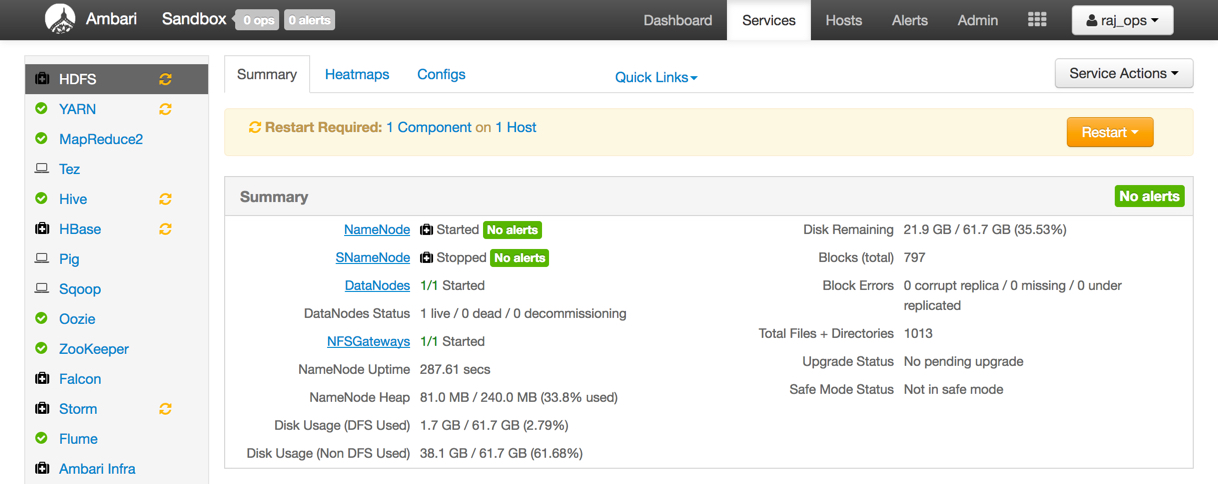 Ambari Sandbox 0 ops 0 alerts Dashboard Services Hosts Alerts Admin raj_ops
HDFS
YARN
MapReduce2
Tez
Hive
HBase
Pig
Sqoop
Oozie
ZooKeeper
Falcon
Storm
Flume
Ambari Infra
Summary Heatmaps Configs Quick Links Service Actions
Restart Required: 1 Component on 1 Host Restart
Summary No alerts
NameNode Started No alerts
SNameNode Stopped No alerts
DataNodes 1/1 Started
DataNodes Status 1 live / 0 dead / 0 decommissioning
NFSGateways 1/1 Started
NameNode Uptime 287.61 secs
NameNode Heap 81.0 MB / 240.0 MB (33.8% used)
Disk Usage (DFS Used) 1.7 GB / 61.7 GB (2.79%)
Disk Usage (Non DFS Used) 38.1 GB / 61.7 GB (61.68%)
Disk Remaining 21.9 GB / 61.7 GB (35.53%)
Blocks (total) 797
Block Errors 0 corrupt replica / 0 missing / 0 under
replicated
Total Files + Directories 1013
Upgrade Status No pending upgrade
Safe Mode Status Not in safe mode